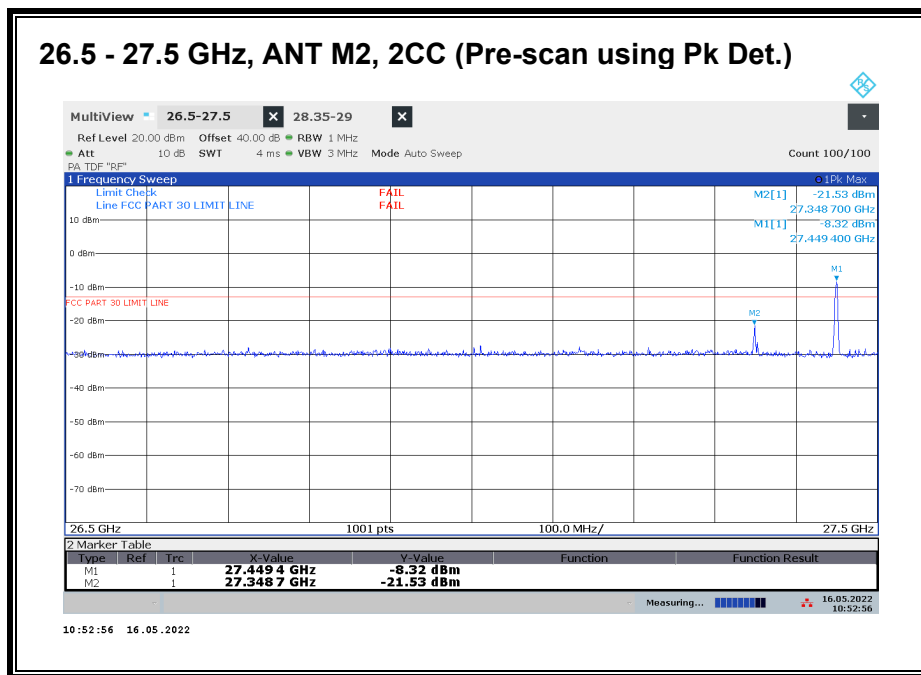 26.5 - 27.5 GHz, ANT M2, 2CC (Pre-scan using Pk Det.)
R&S
MultiView 26.5-27.5 28.35-29
Ref Level 20.00 dBm Offset 40.00 dB RBW 1 MHz
Att 10 dB SWT 4 ms VBW 3 MHz Mode Auto Sweep Count 100/100
PA TDF "RF"
1 Frequency Sweep 1Pk Max
Limit Check FAIL M2[1] -21.53 dBm
Line FCC PART 30 LIMIT LINE FAIL 27.348 700 GHz
10 dBm M1[1] -8.32 dBm
27.449 400 GHz
0 dBm
M1
-10 dBm
FCC PART 30 LIMIT LINE
M2
-20 dBm
-30 dBm
-40 dBm
-50 dBm
-60 dBm
-70 dBm
26.5 GHz 1001 pts 100.0 MHz/ 27.5 GHz
2 Marker Table
Type Ref Trc X-Value Y-Value Function Function Result
M1 1 27.449 4 GHz -8.32 dBm
M2 1 27.348 7 GHz -21.53 dBm
Measuring... 16.05.2022
10:52:56
10:52:56 16.05.2022